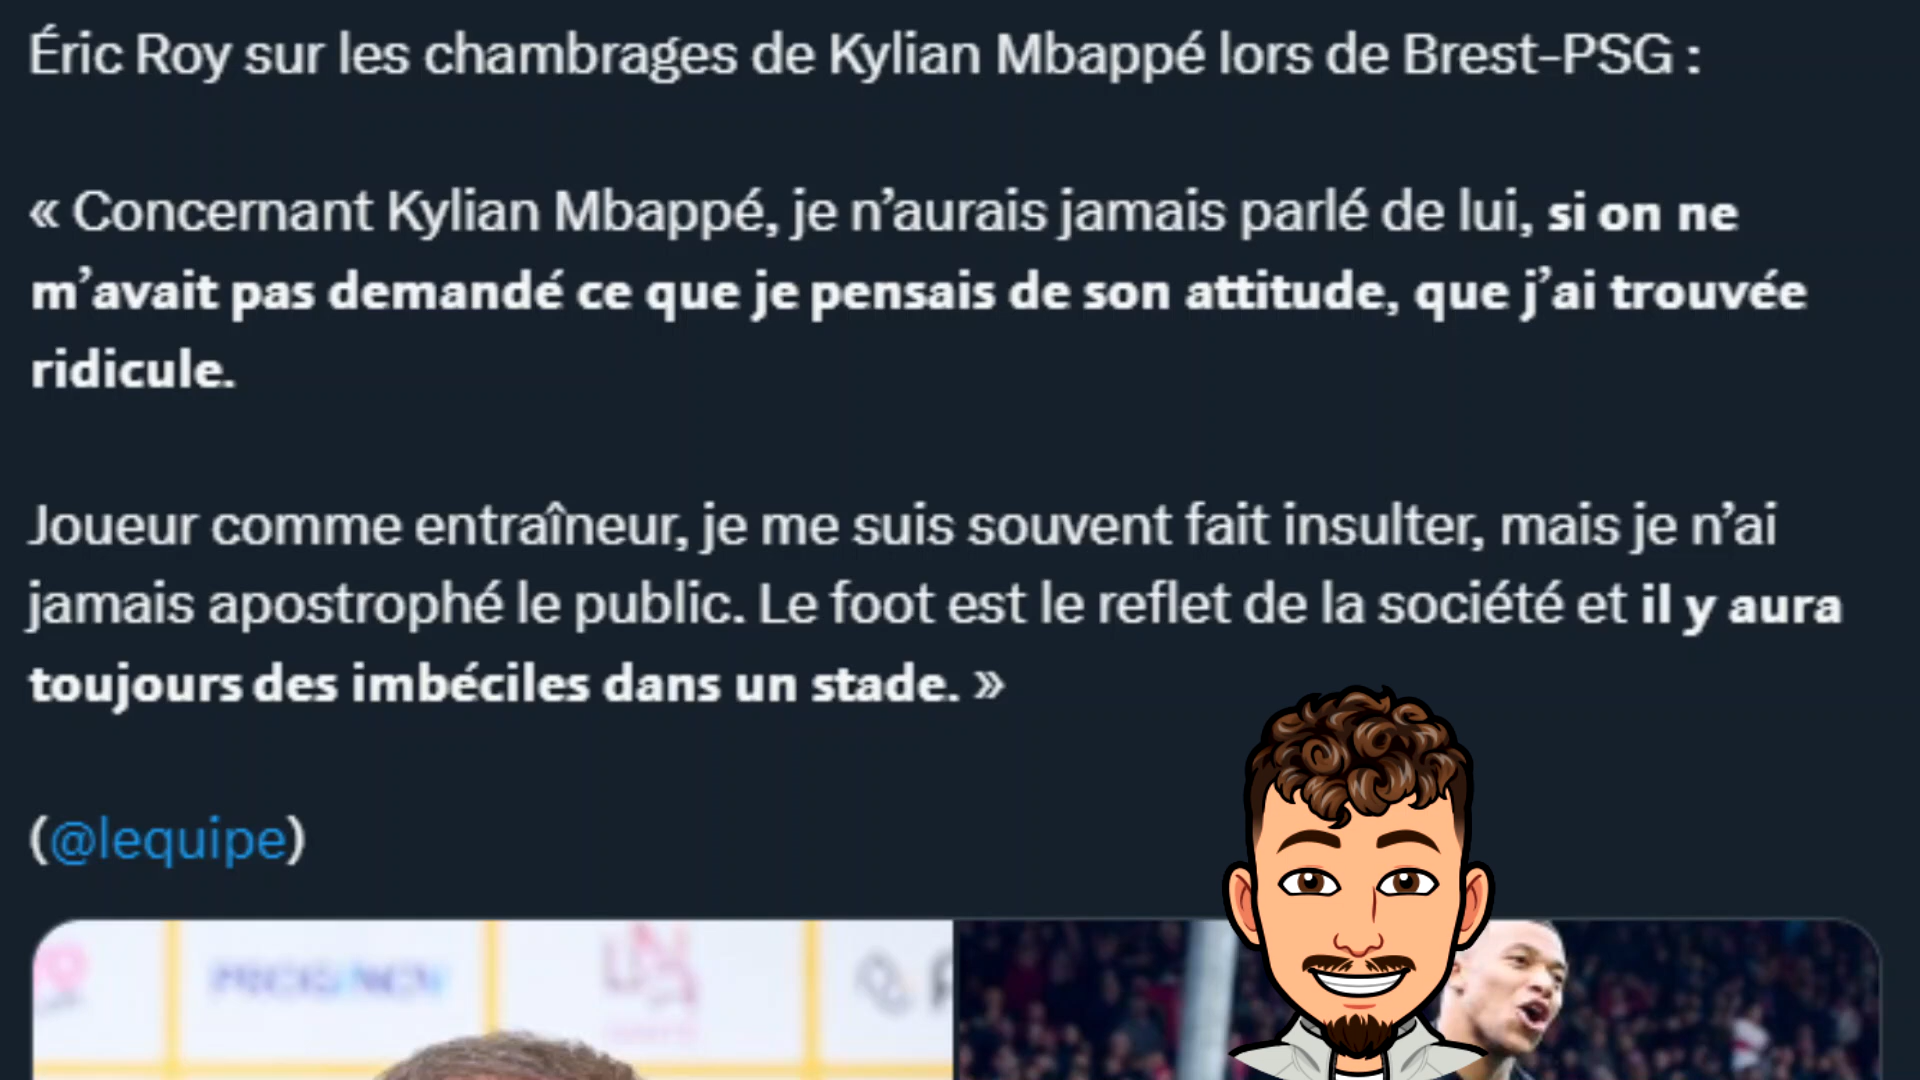 Éric Roy sur les chambrages de Kylian Mbappé lors de Brest-PSG :
« Concernant Kylian Mbappé, je n’aurais jamais parlé de lui, si on ne
m’avait pas demandé ce que je pensais de son attitude, que j’ai trouvée
ridicule.
Joueur comme entraîneur, je me suis souvent fait insulter, mais je n’ai
jamais apostrophé le public. Le foot est le reflet de la société et il y aura
toujours des imbéciles dans un stade. »
(@lequipe)